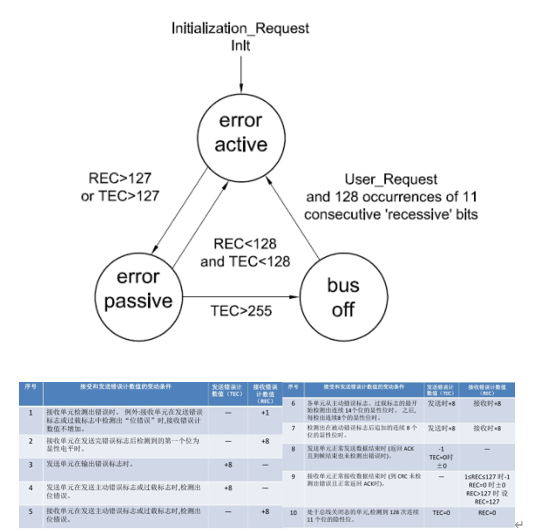 Initialization_Request
InIt
error
active
REC>127
or TEC>127
User_Request
and 128 occurrences of 11
consecutive 'recessive' bits
REC<128
and TEC<128
error
passive
TEC>255
bus
off
序号
接受和发送错误计数值的变动条件
发送错误计
数值（TEC）
接收错误
计数值
（REC）
1
接收单元检测出错误时。 例外:接收单元在发送错误
标志或过载标志中检测出 “位错误” 时,接收错误计
数值不增加。
—
+1
2
接收单元在发送完错误标志后检测到的第一个位为
显性电平时。
—
+8
3
发送单元在输出错误标志时。
+8
—
4
发送单元在发送主动错误标志或过载标志时,检测出
位错误。
+8
—
5
接收单元在发送主动错误标志或过载标志时,检测出
位错误。
—
+8
序号
接受和发送错误计数值的变动条件
发送错误计
数值（TEC）
接收错误计数值
（REC）
6
各单元从主动错误标志、过载标志的最开
始检测出连续 14个位的显性位时。 之后,
每检出连续8个的显性位时。
发送时+8
接收时+8
7
检测出在被动错误标志后追加的连续 8 个
位的显性位时。
发送时+8
接收时+8
8
发送单元正常发送数据结束时 (返回 ACK
且到帧结束也未检测出错误时)。
-1
TEC=0时
±0
—
9
接收单元正常接收数据结束时 (到 CRC 未检
测出错误且正常返回 ACK时)。
—
1≤REC≤127 时-1
REC=0 时±0
REC>127 时 设
REC=127
10
处于总线关闭态的单元,检测到 128 次连续
11 个位的隐性位。
TEC=0
REC=0